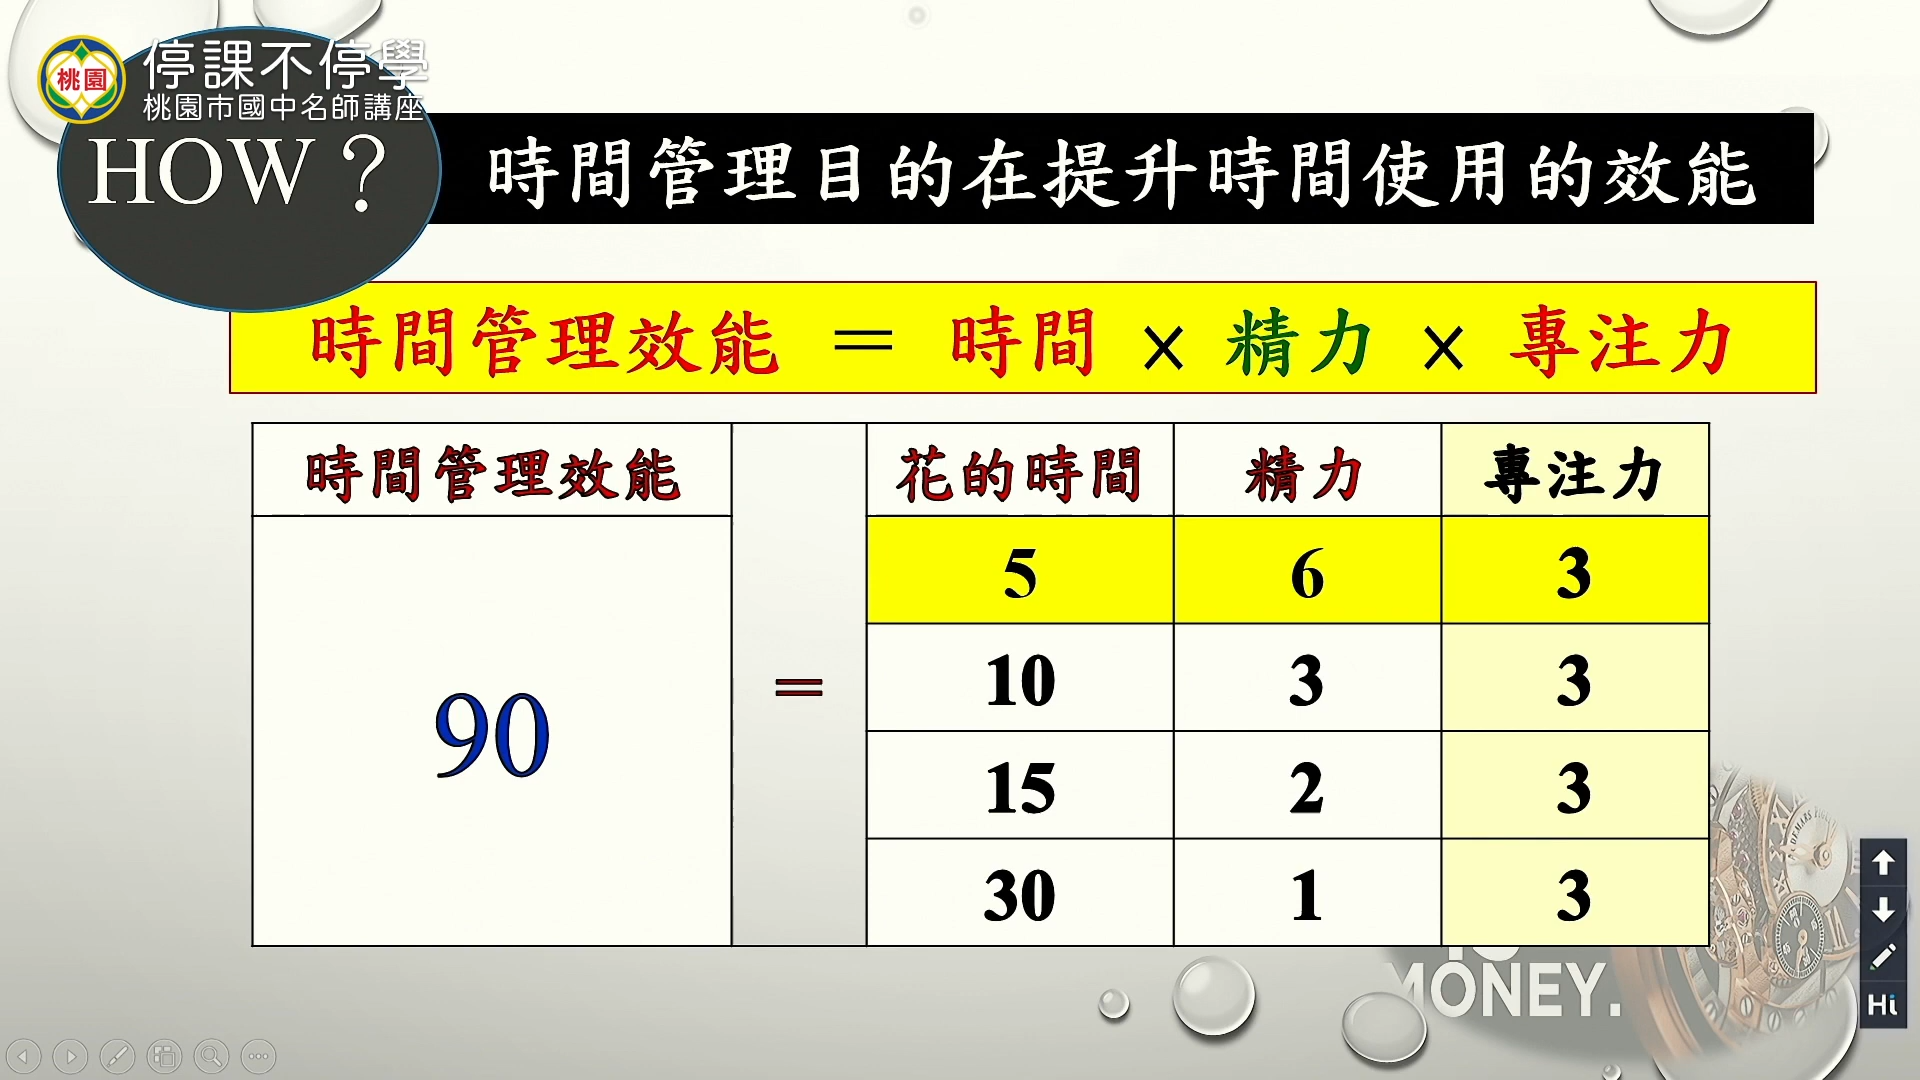 桃園
停課不停學
桃園市國中名師講座
HOW？
時間管理目的在提升時間使用的效能
時間管理效能 ＝ 時間 × 精力 × 專注力
時間管理效能 花的時間 精力 專注力
90 ＝
5 6 3
10 3 3
15 2 3
30 1 3
MONEY.
Hi